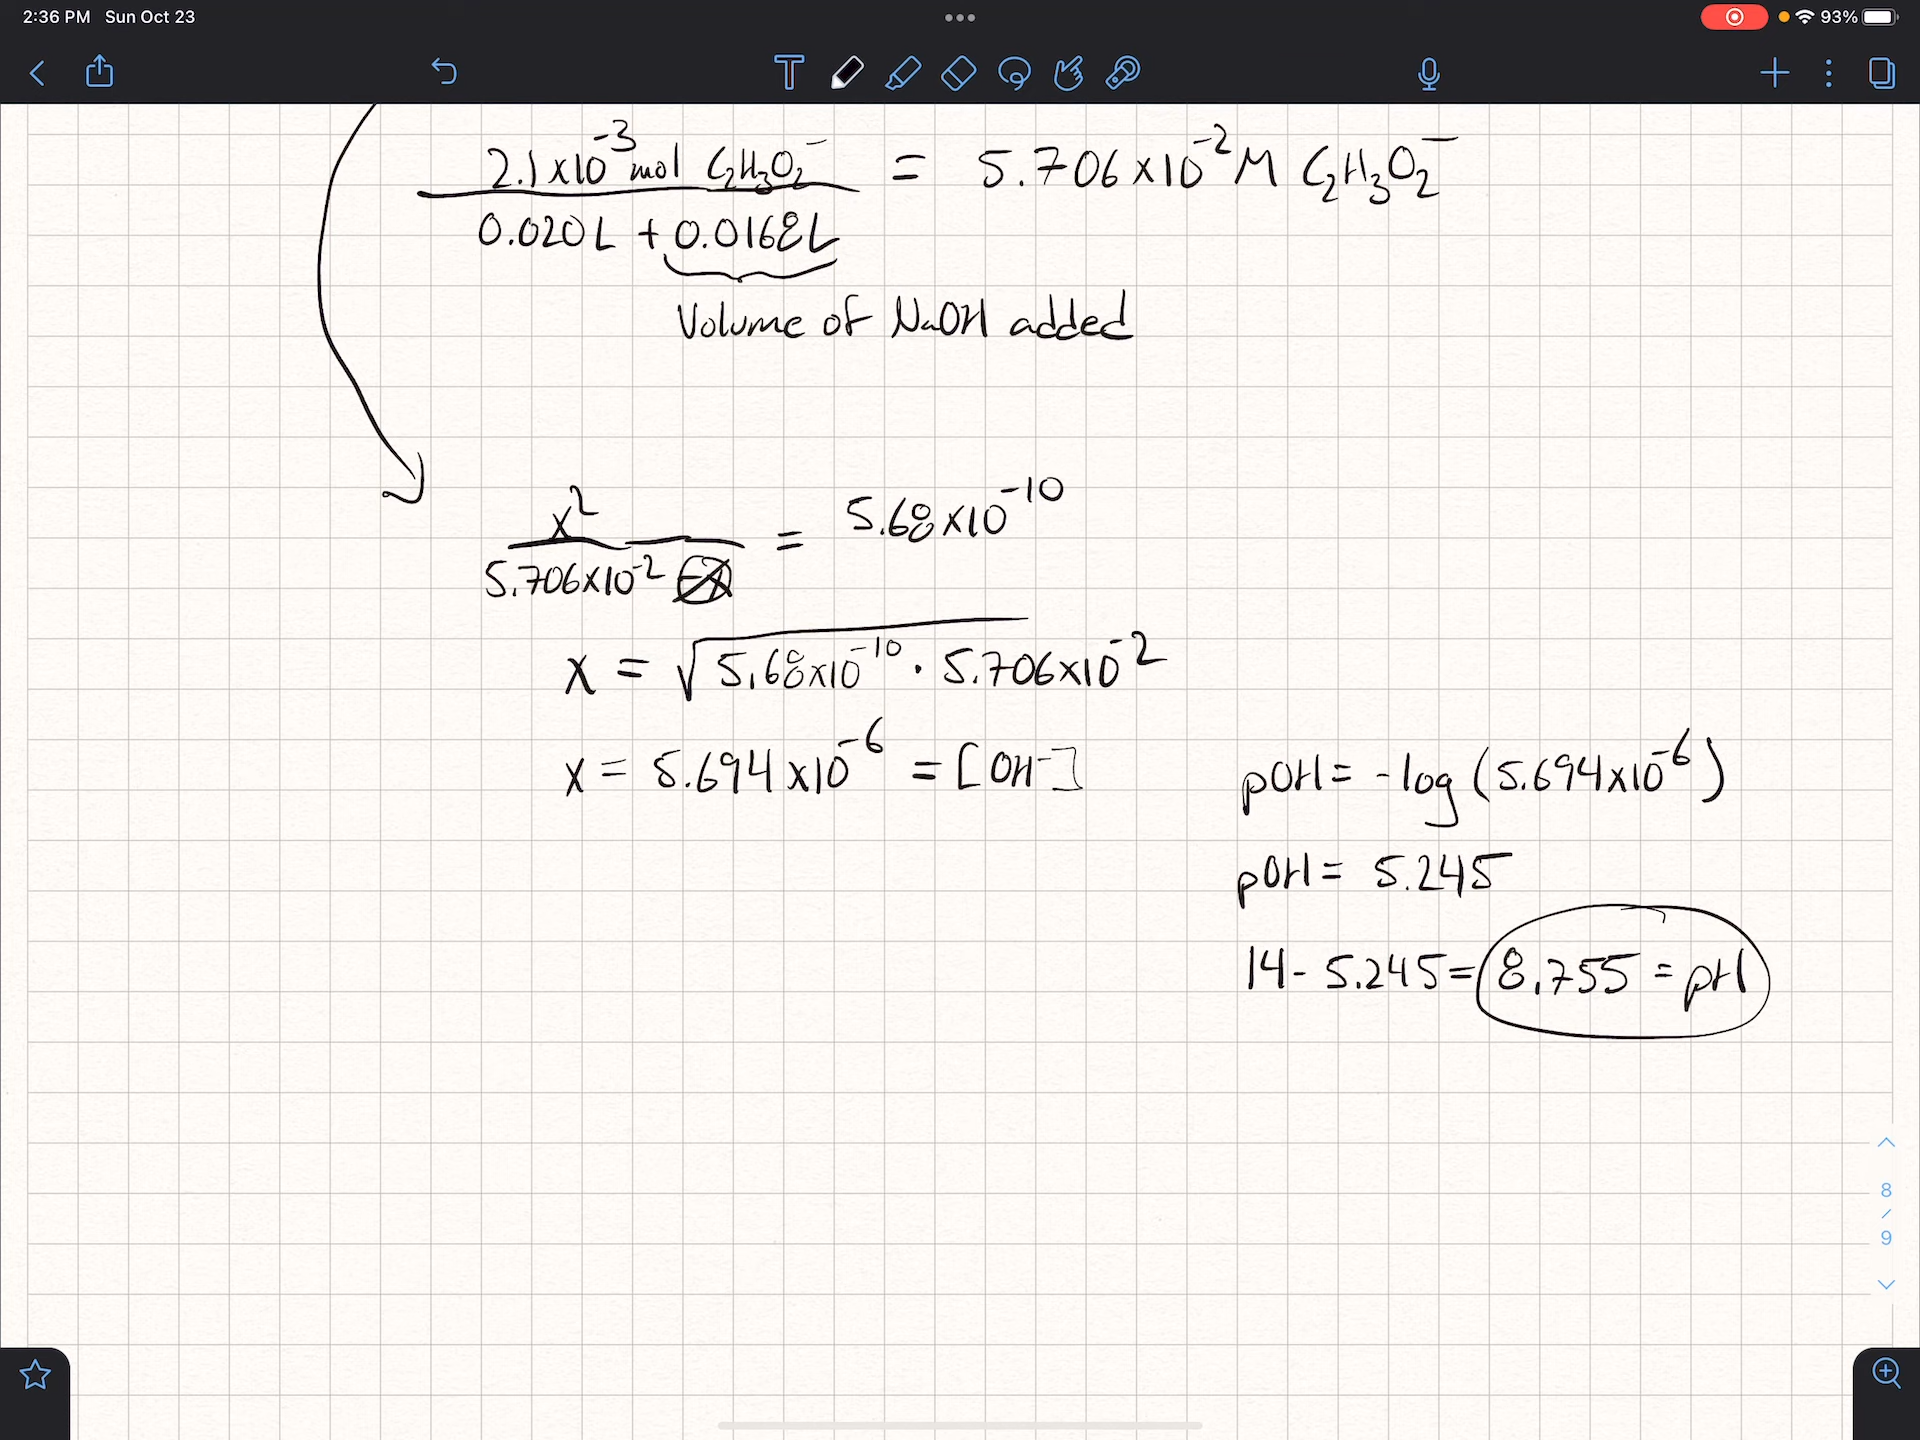 2:36 PM Sun Oct 23
93%
2.1x10⁻³ mol C₂H₃O₂⁻ = 5.706x10⁻² M C₂H₃O₂⁻
0.020L + 0.0168L
Volume of NaOH added
x² = 5.68x10⁻¹⁰
5.706x10⁻² -x
x = √5.68x10⁻¹⁰ · 5.706x10⁻²
x = 5.694x10⁻⁶ = [OH⁻]
pOH = -log(5.694x10⁻⁶)
pOH = 5.245
14 - 5.245 = 8.755 = pH
8
/
9